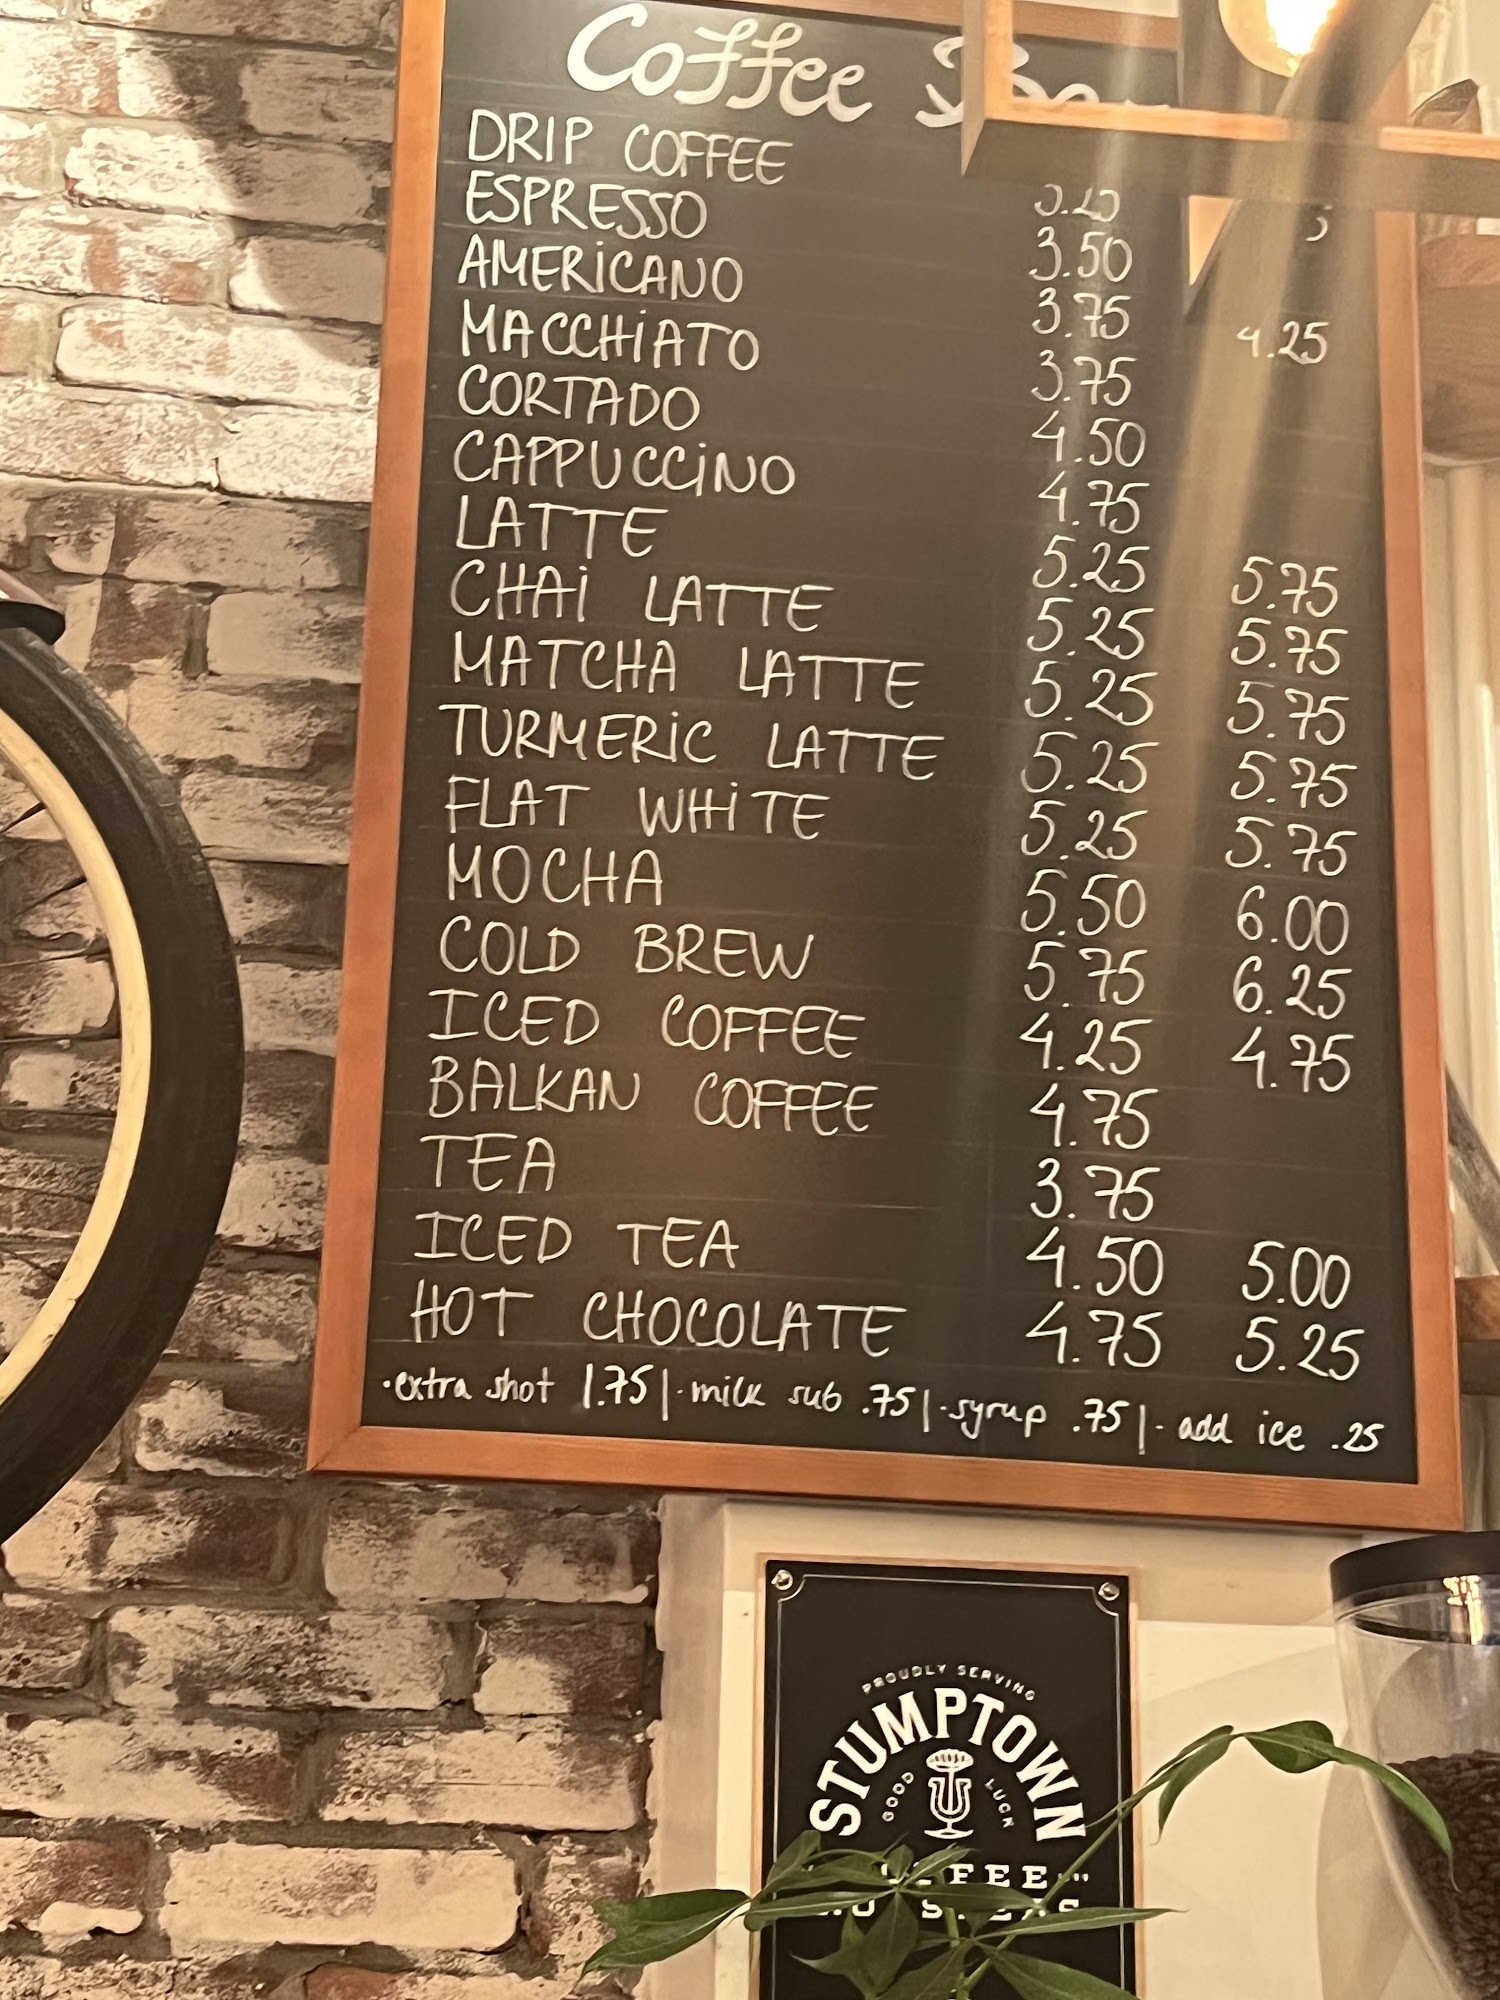 Coffee
DRIP COFFEE
ESPRESSO 3.50
AMERICANO 3.75 4.25
MACCHIATO 3.75
CORTADO 4.50
CAPPUCCINO 4.75
LATTE 5.25 5.75
CHAI LATTE 5.25 5.75
MATCHA LATTE 5.25 5.75
TURMERIC LATTE 5.25 5.75
FLAT WHITE 5.25 5.75
MOCHA 5.50 6.00
COLD BREW 5.75 6.25
ICED COFFEE 4.25 4.75
BALKAN COFFEE 4.75
TEA 3.75
ICED TEA 4.50 5.00
HOT CHOCOLATE 4.75 5.25
·extra shot 1.75 | ·milk sub .75 | ·syrup .75 | · add ice .25
PROUDLY SERVING
STUMPTOWN
GOOD LUCK